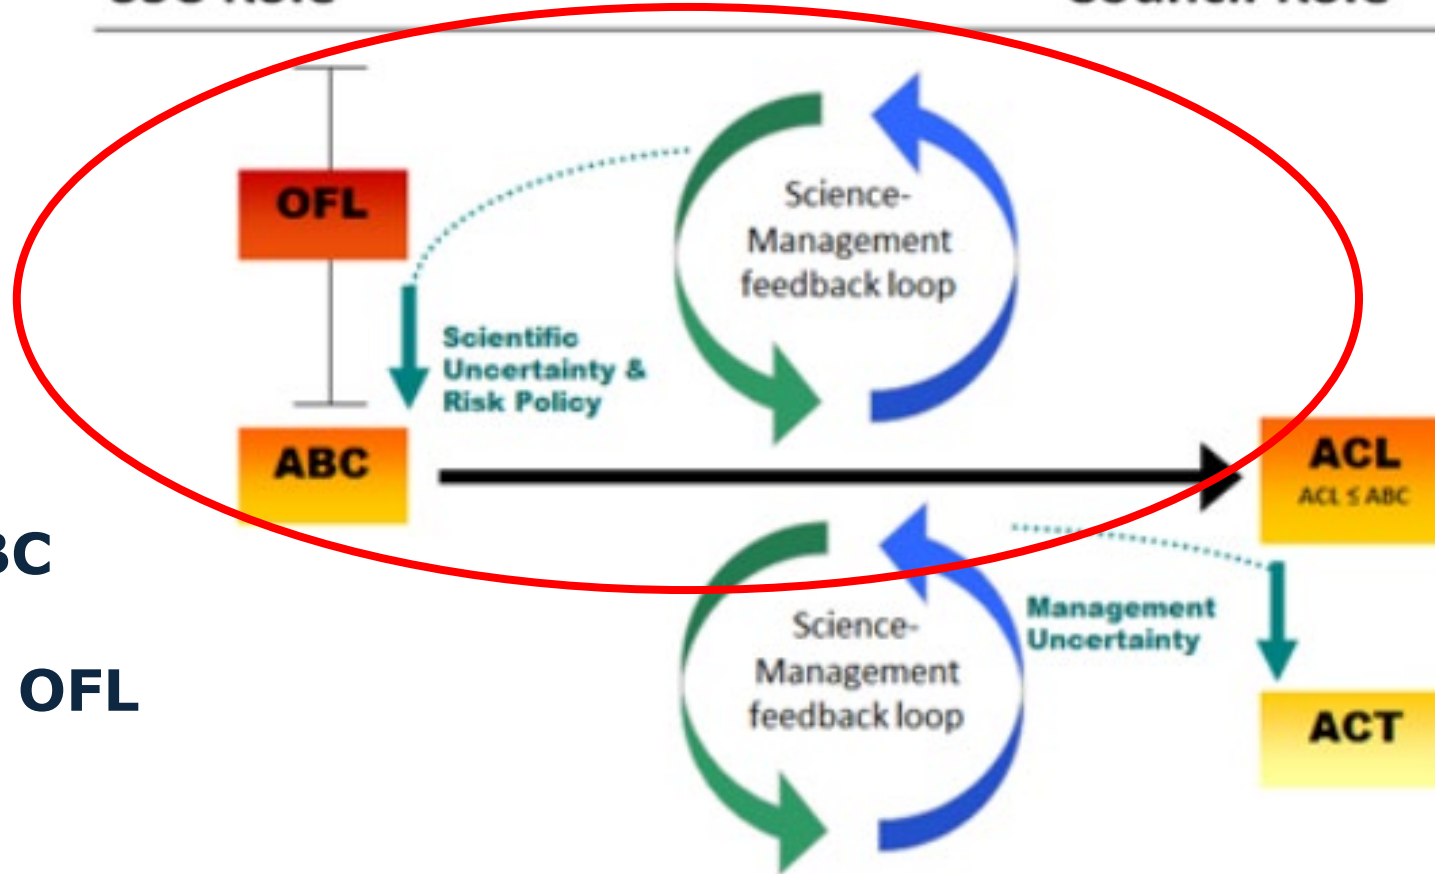 OFL
Science-
Management
feedback loop
Scientific
Uncertainty &
Risk Policy
ABC
ACL
ACL ≤ ABC
BC
OFL
Science-
Management
feedback loop
Management
Uncertainty
ACT